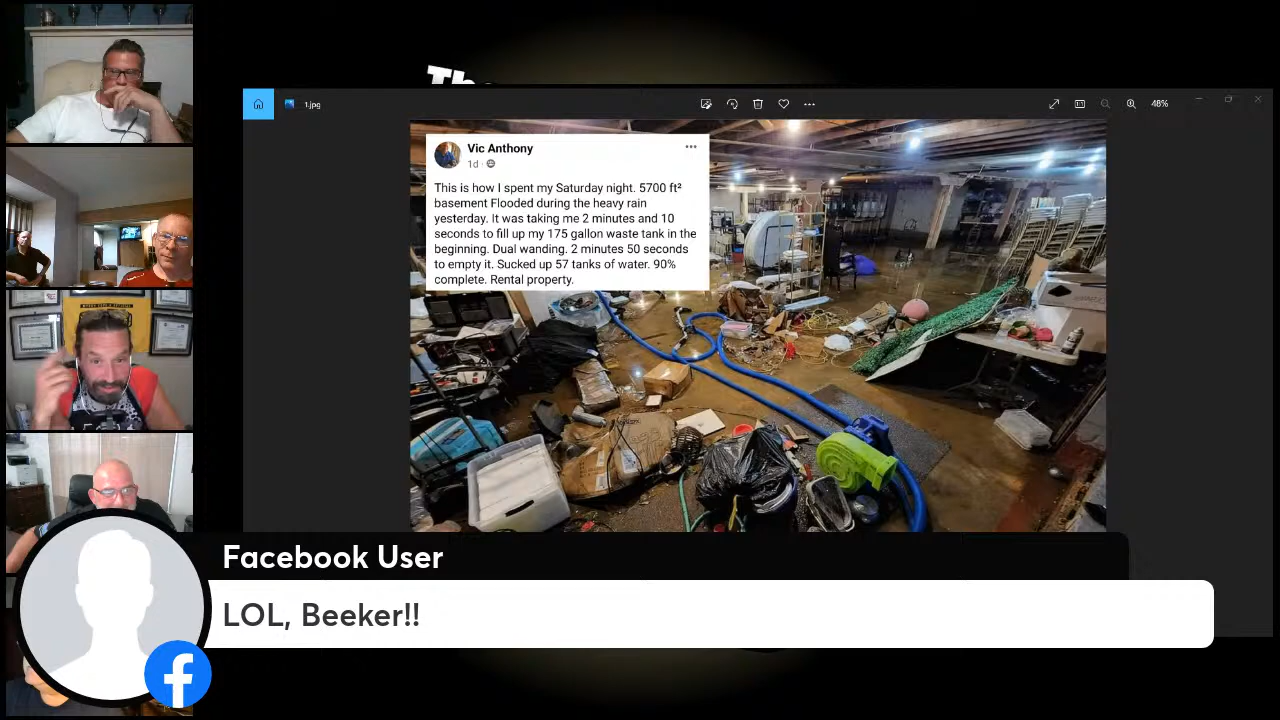 The
1.jpg
48%
Vic Anthony
1d
This is how I spent my Saturday night. 5700 ft²
basement Flooded during the heavy rain
yesterday. It was taking me 2 minutes and 10
seconds to fill up my 175 gallon waste tank in the
beginning. Dual wanding. 2 minutes 50 seconds
to empty it. Sucked up 57 tanks of water. 90%
complete. Rental property.
Facebook User
LOL, Beeker!!